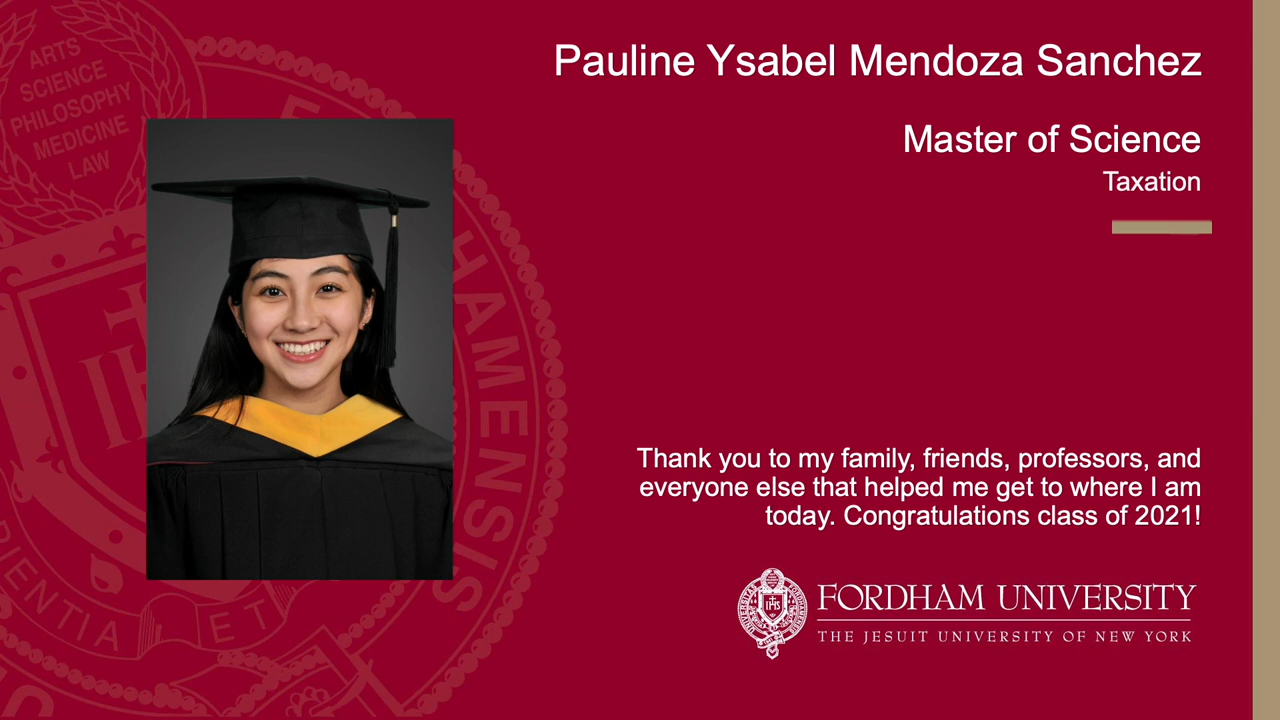 Pauline Ysabel Mendoza Sanchez
Master of Science
Taxation
Thank you to my family, friends, professors, and
everyone else that helped me get to where I am
today. Congratulations class of 2021!
FORDHAM UNIVERSITY
THE JESUIT UNIVERSITY OF NEW YORK
ARTS
SCIENCE
PHILOSOPHY
MEDICINE
LAW
HAMENSIS
ET